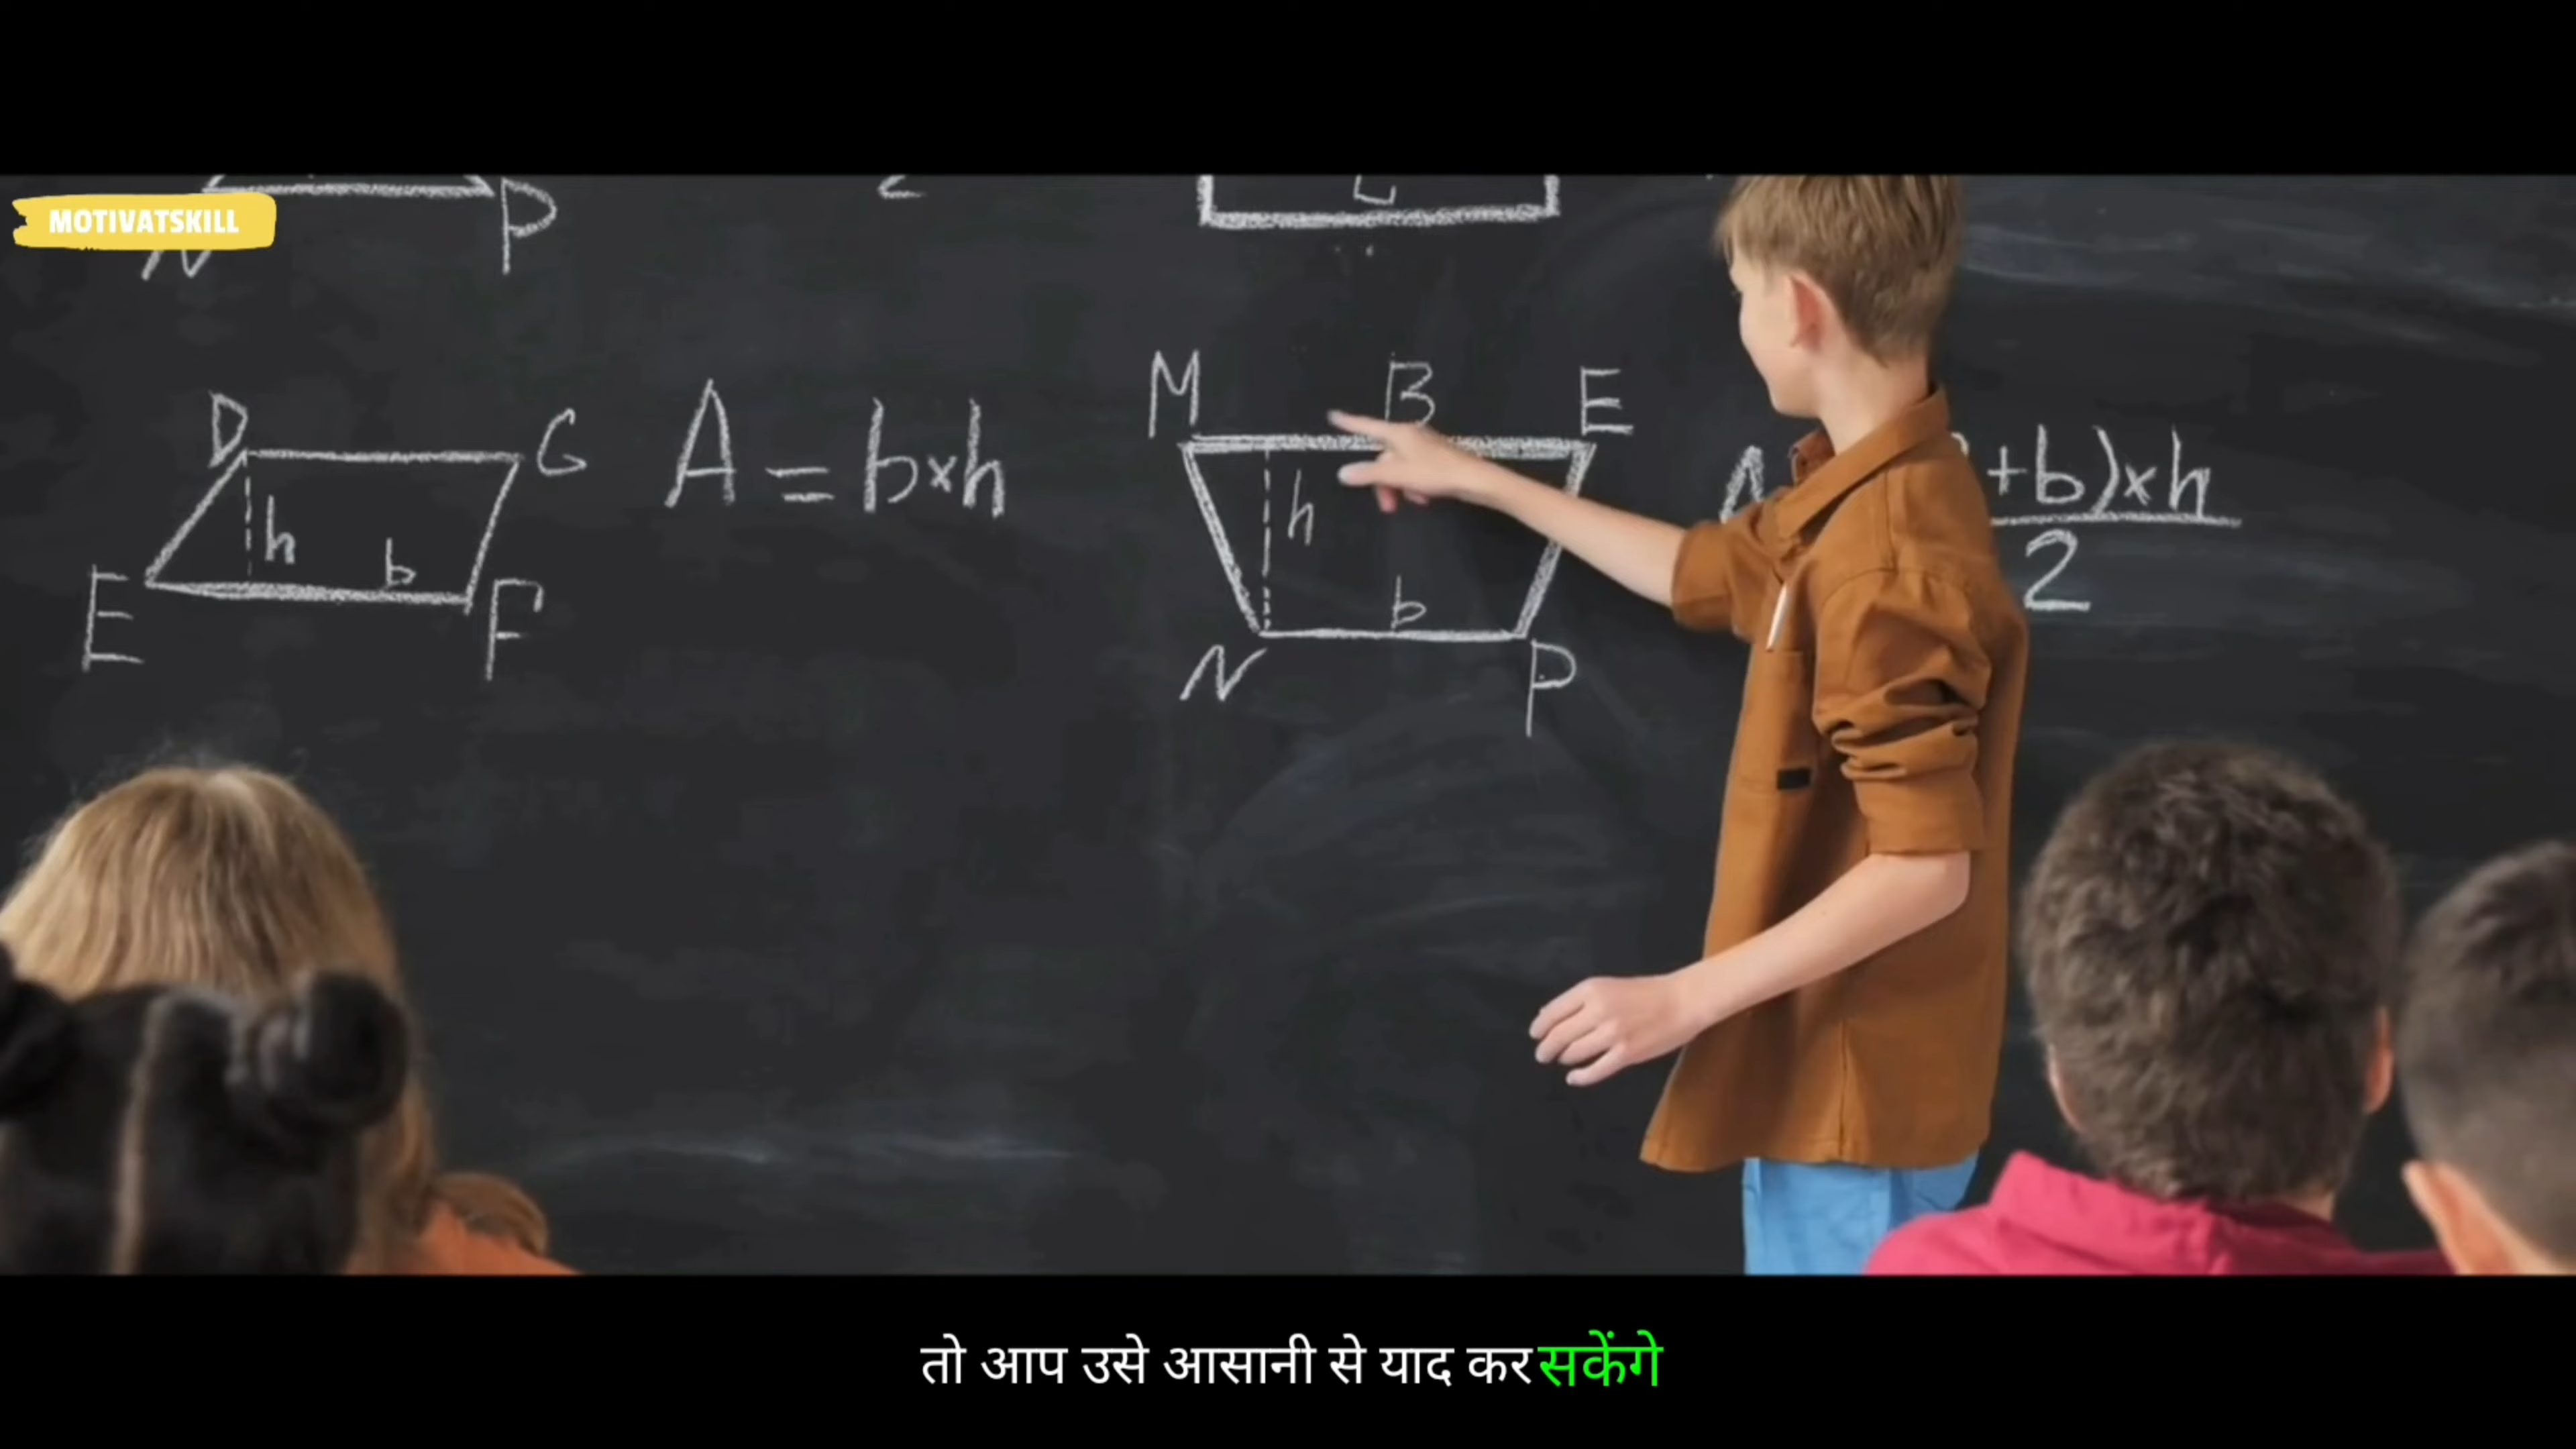 MOTIVATSKILL
N P
M B E
D G A = b×h
h h +b)×h
b 2
E F b
N P
तो आप उसे आसानी से याद कर सकेंगे